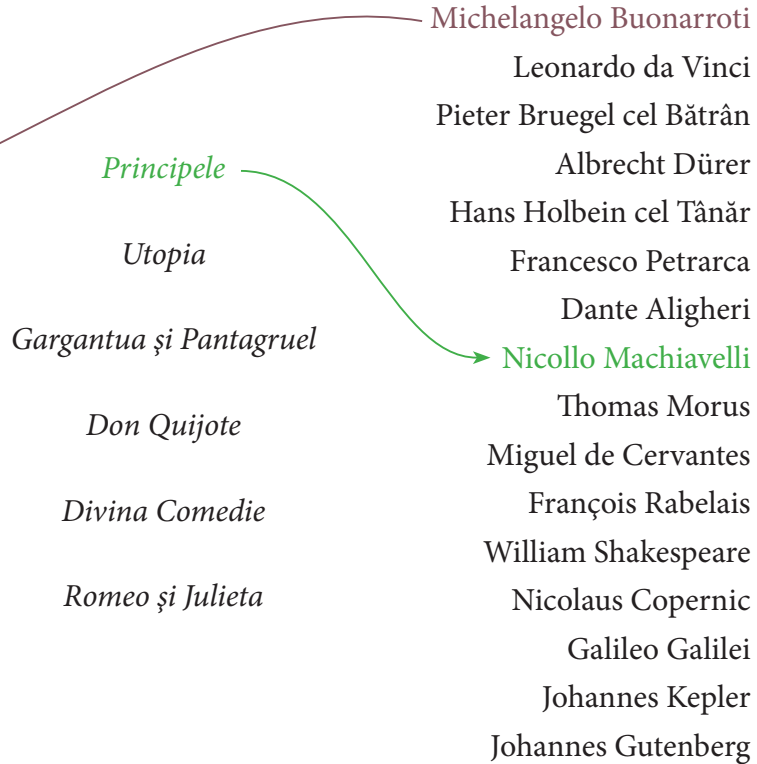 Michelangelo Buonarroti
Leonardo da Vinci
Pieter Bruegel cel Bătrân
Albrecht Dürer
Hans Holbein cel Tânăr
Francesco Petrarca
Dante Aligheri
Nicollo Machiavelli
Thomas Morus
Miguel de Cervantes
François Rabelais
William Shakespeare
Nicolaus Copernic
Galileo Galilei
Johannes Kepler
Johannes Gutenberg
Principele
Utopia
Gargantua şi Pantagruel
Don Quijote
Divina Comedie
Romeo şi Julieta